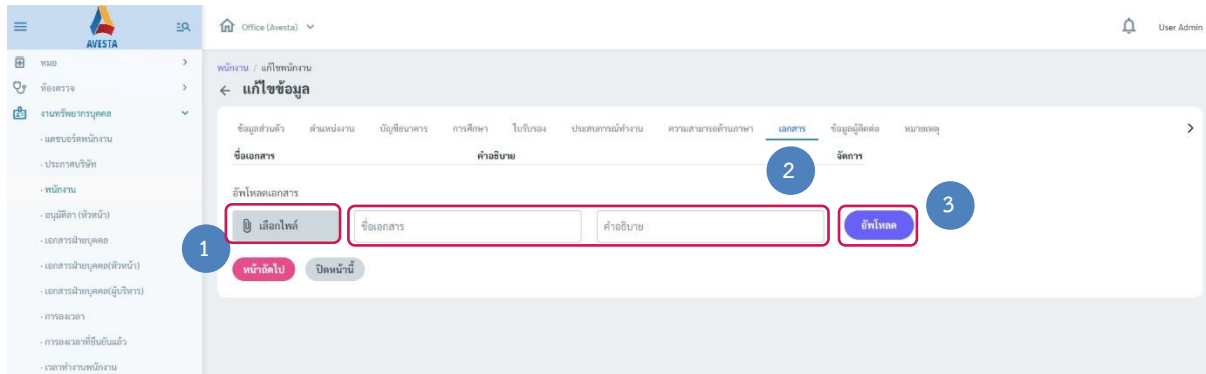 AVESTA
Office (Avesta)
User Admin
หมอ
ห้องตรวจ
งานทรัพยากรบุคคล
- แดชบอร์ดพนักงาน
- ประกาศบริษัท
- พนักงาน
- อนุมัติลา (หัวหน้า)
- เอกสารฝ่ายบุคคล
- เอกสารฝ่ายบุคคล(หัวหน้า)
- เอกสารฝ่ายบุคคล(ผู้บริหาร)
- การลงเวลา
- การลงเวลาที่ยืนยันแล้ว
- เวลาทำงานพนักงาน
พนักงาน / แก้ไขพนักงาน
← แก้ไขข้อมูล
ข้อมูลส่วนตัว ตำแหน่งงาน บัญชีธนาคาร การศึกษา ใบรับรอง ประสบการณ์ทำงาน ความสามารถด้านภาษา เอกสาร ข้อมูลผู้ติดต่อ หมายเหตุ
ชื่อเอกสาร คำอธิบาย จัดการ
2
อัพโหลดเอกสาร
3
เลือกไฟล์ ชื่อเอกสาร คำอธิบาย อัพโหลด
1
หน้าถัดไป ปิดหน้านี้